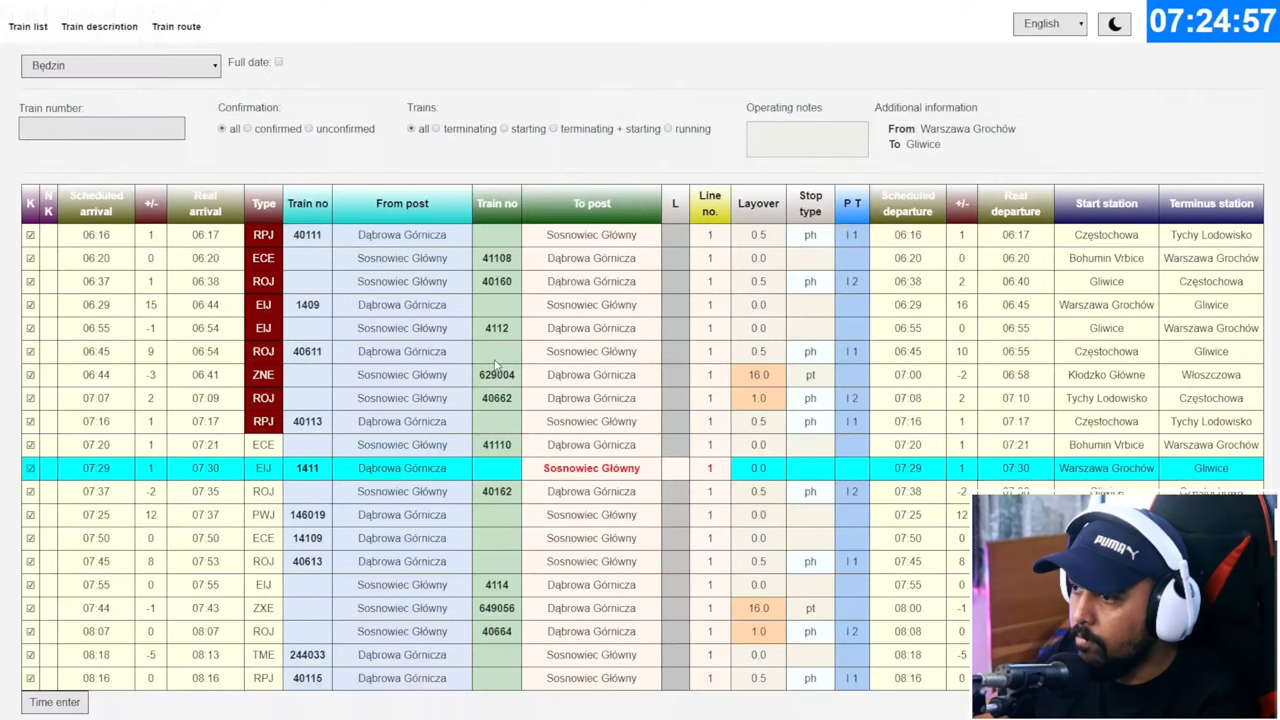 Train list Train description Train route English 07:24:57
Będzin Full date:
Train number: Confirmation: Trains: Operating notes Additional information
all confirmed unconfirmed all terminating starting terminating + starting running From Warszawa Grochów
To Gliwice
K N K Scheduled arrival +/- Real arrival Type Train no From post Train no To post L Line no. Layover Stop type P T Scheduled departure +/- Real departure Start station Terminus station
06:16 1 06:17 RPJ 40111 Dąbrowa Górnicza Sosnowiec Główny 1 0.5 ph I 1 06:16 1 06:17 Częstochowa Tychy Lodowisko
06:20 0 06:20 ECE Sosnowiec Główny 41108 Dąbrowa Górnicza 1 0.0 06:20 0 06:20 Bohumin Vrbice Warszawa Grochów
06:37 1 06:38 ROJ Sosnowiec Główny 40160 Dąbrowa Górnicza 1 0.5 ph I 2 06:38 2 06:40 Gliwice Częstochowa
06:29 15 06:44 EIJ 1409 Dąbrowa Górnicza Sosnowiec Główny 1 0.0 06:29 16 06:45 Warszawa Grochów Gliwice
06:55 -1 06:54 EIJ Sosnowiec Główny 4112 Dąbrowa Górnicza 1 0.0 06:55 0 06:55 Gliwice Warszawa Grochów
06:45 9 06:54 ROJ 40611 Dąbrowa Górnicza Sosnowiec Główny 1 0.5 ph I 1 06:45 10 06:55 Częstochowa Gliwice
06:44 -3 06:41 ZNE Sosnowiec Główny 629004 Dąbrowa Górnicza 1 16.0 pt 07:00 -2 06:58 Kłodzko Główne Włoszczowa
07:07 2 07:09 ROJ Sosnowiec Główny 40662 Dąbrowa Górnicza 1 1.0 ph I 2 07:08 2 07:10 Tychy Lodowisko Częstochowa
07:16 1 07:17 RPJ 40113 Dąbrowa Górnicza Sosnowiec Główny 1 0.5 ph I 1 07:16 1 07:17 Częstochowa Tychy Lodowisko
07:20 1 07:21 ECE Sosnowiec Główny 41110 Dąbrowa Górnicza 1 0.0 07:20 1 07:21 Bohumin Vrbice Warszawa Grochów
07:29 1 07:30 EIJ 1411 Dąbrowa Górnicza Sosnowiec Główny 1 0.0 07:29 1 07:30 Warszawa Grochów Gliwice
07:37 -2 07:35 ROJ Sosnowiec Główny 40162 Dąbrowa Górnicza 1 0.5 ph I 2 07:38 -2 Gliwice
07:25 12 07:37 PWJ 146019 Dąbrowa Górnicza Sosnowiec Główny 1 0.0 07:25 12
07:50 0 07:50 ECE 14109 Dąbrowa Górnicza Sosnowiec Główny 1 0.0 07:50 0
07:45 8 07:53 ROJ 40613 Dąbrowa Górnicza Sosnowiec Główny 1 0.5 ph I 1 07:45 8
07:55 0 07:55 EIJ Sosnowiec Główny 4114 Dąbrowa Górnicza 1 0.0 07:55 0
07:44 -1 07:43 ZXE Sosnowiec Główny 649056 Dąbrowa Górnicza 1 16.0 pt 08:00 -1
08:07 0 08:07 ROJ Sosnowiec Główny 40664 Dąbrowa Górnicza 1 1.0 ph I 2 08:08 0
08:18 -5 08:13 TME 244033 Dąbrowa Górnicza Sosnowiec Główny 1 0.0 08:18 -5
08:16 0 08:16 RPJ 40115 Dąbrowa Górnicza Sosnowiec Główny 1 0.5 ph I 1 08:16 0
Time enter
PUMA